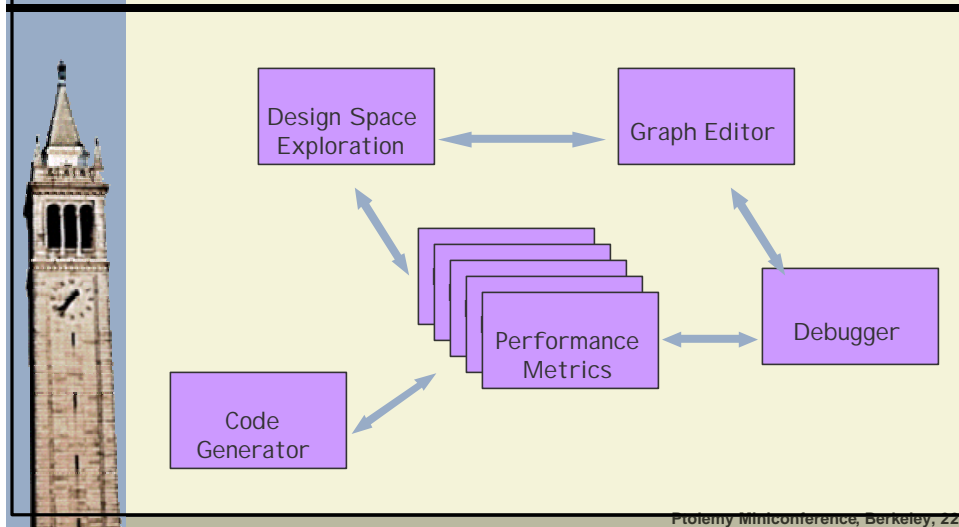 Design Space
Exploration
Graph Editor
Performance
Metrics
Debugger
Code
Generator
Ptolemy Miniconference, Berkeley, 22